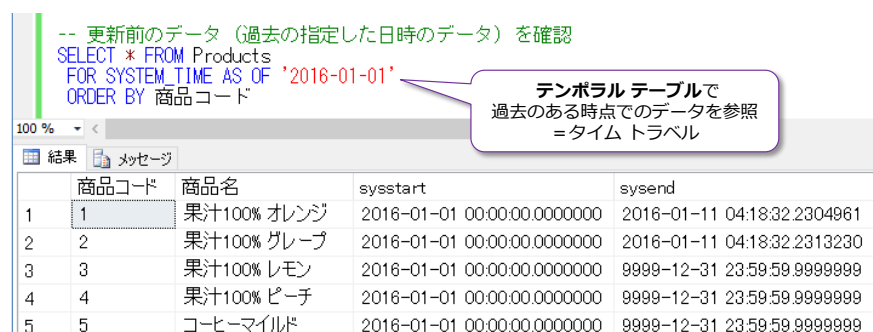 -- 更新前のデータ（過去の指定した日時のデータ）を確認
SELECT * FROM Products
FOR SYSTEM_TIME AS OF '2016-01-01'
ORDER BY 商品コード
テンポラル テーブルで
過去のある時点でのデータを参照
＝タイム トラベル
100 %
結果 メッセージ
商品コード 商品名 sysstart sysend
1 1 果汁100% オレンジ 2016-01-01 00:00:00.0000000 2016-01-11 04:18:32.2304961
2 2 果汁100% グレープ 2016-01-01 00:00:00.0000000 2016-01-11 04:18:32.2313230
3 3 果汁100% レモン 2016-01-01 00:00:00.0000000 9999-12-31 23:59:59.9999999
4 4 果汁100% ピーチ 2016-01-01 00:00:00.0000000 9999-12-31 23:59:59.9999999
5 5 コーヒーマイルド 2016-01-01 00:00:00.0000000 9999-12-31 23:59:59.9999999